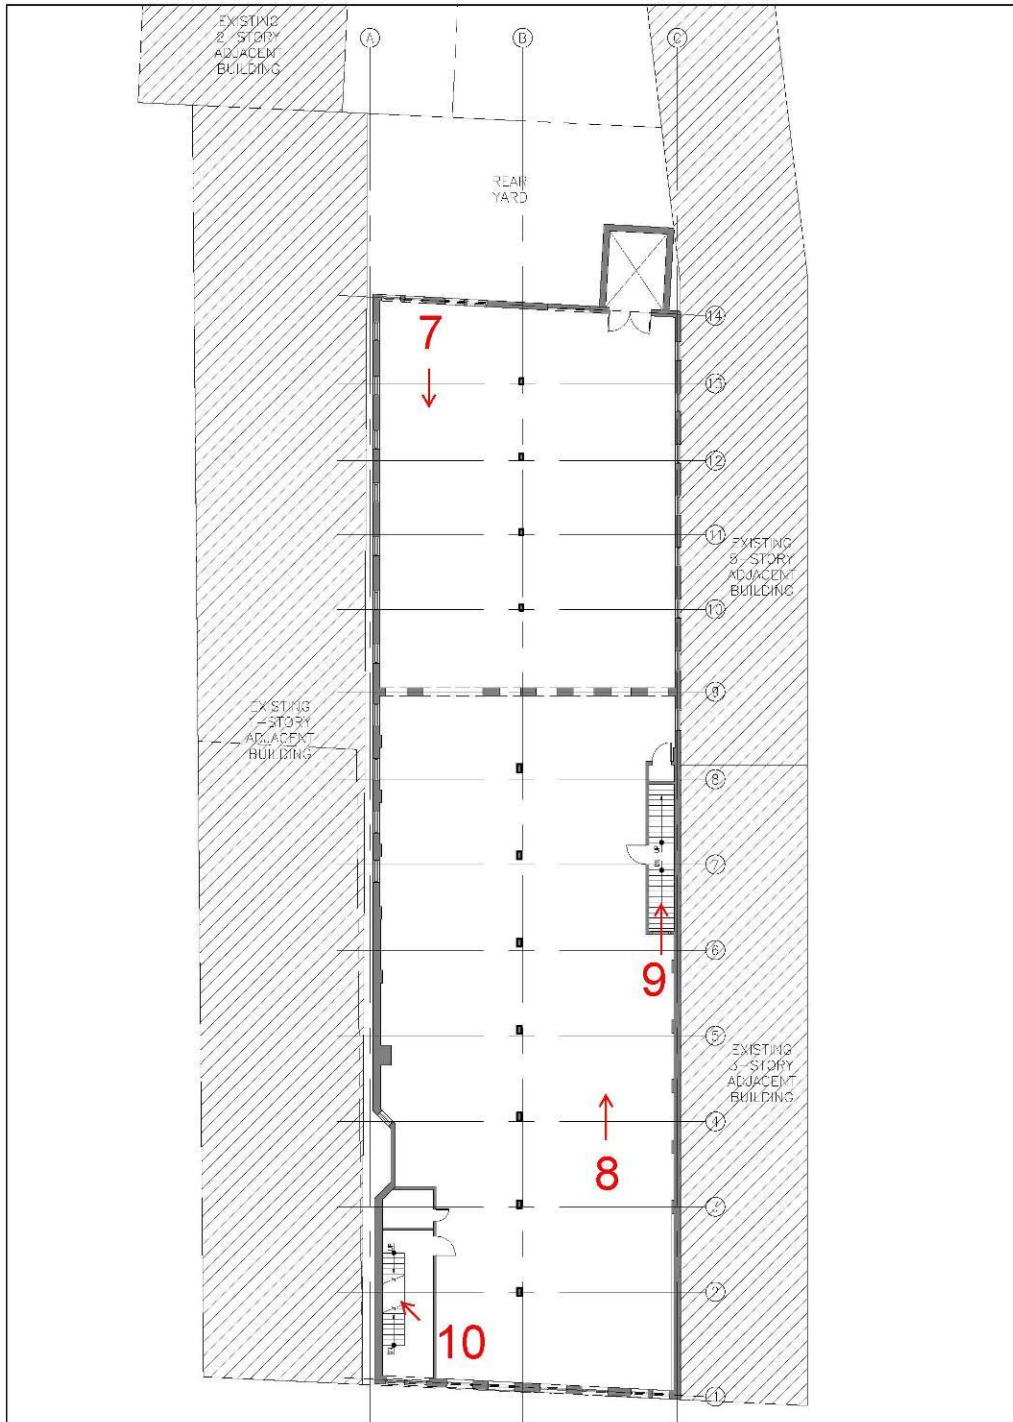 EXISTING
2-STORY
ADJACENT
BUILDING
A
B
C
REAR
YARD
14
7
13
12
EXISTING
5-STORY
ADJACENT
BUILDING
11
10
9
EXISTING
1-STORY
ADJACENT
BUILDING
8
7
6
9
5
EXISTING
3-STORY
ADJACENT
BUILDING
4
8
3
2
10
1